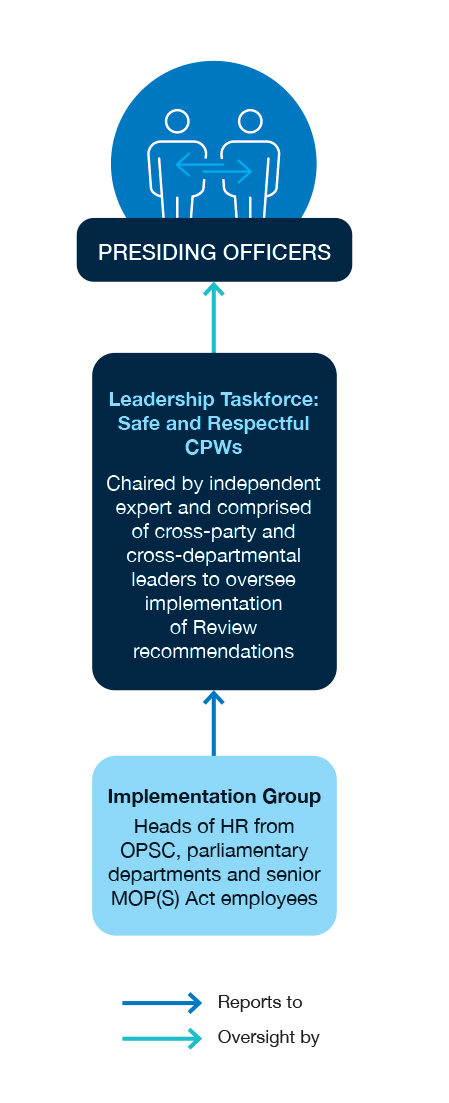 PRESIDING OFFICERS
Leadership Taskforce:
Safe and Respectful
CPWs
Chaired by independent
expert and comprised
of cross-party and
cross-departmental
leaders to oversee
implementation
of Review
recommendations
Implementation Group
Heads of HR from
OPSC, parliamentary
departments and senior
MOP(S) Act employees
Reports to
Oversight by